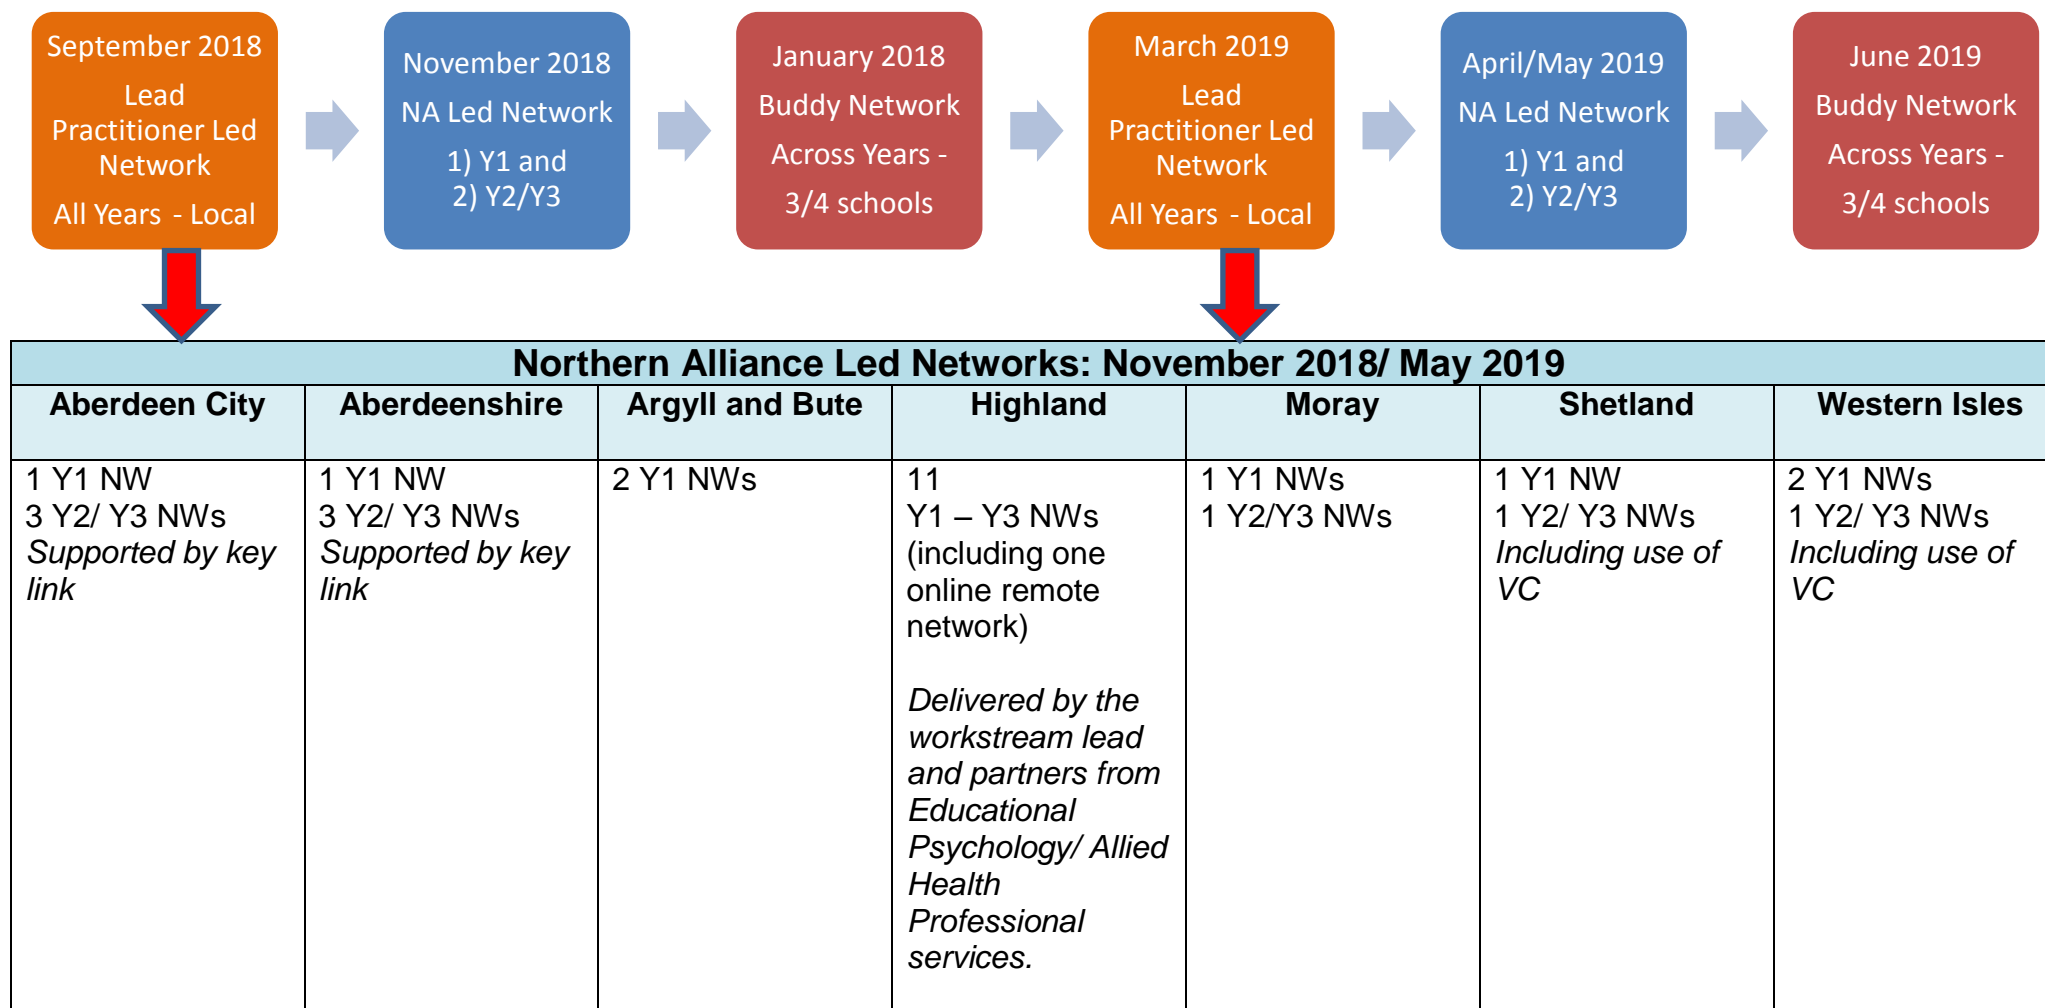 September 2018
Lead
Practitioner Led
Network
All Years - Local
November 2018
NA Led Network
1) Y1 and
2) Y2/Y3
January 2018
Buddy Network
Across Years -
3/4 schools
March 2019
Lead
Practitioner Led
Network
All Years - Local
April/May 2019
NA Led Network
1) Y1 and
2) Y2/Y3
June 2019
Buddy Network
Across Years -
3/4 schools
Northern Alliance Led Networks: November 2018/ May 2019
Aberdeen City
Aberdeenshire
Argyll and Bute
Highland
Moray
Shetland
Western Isles
1 Y1 NW
3 Y2/ Y3 NWs
Supported by key
link
1 Y1 NW
3 Y2/ Y3 NWs
Supported by key
link
2 Y1 NWs
11
Y1 – Y3 NWs
(including one
online remote
network)
Delivered by the
workstream lead
and partners from
Educational
Psychology/ Allied
Health
Professional
services.
1 Y1 NWs
1 Y2/Y3 NWs
1 Y1 NW
1 Y2/ Y3 NWs
Including use of
VC
2 Y1 NWs
1 Y2/ Y3 NWs
Including use of
VC